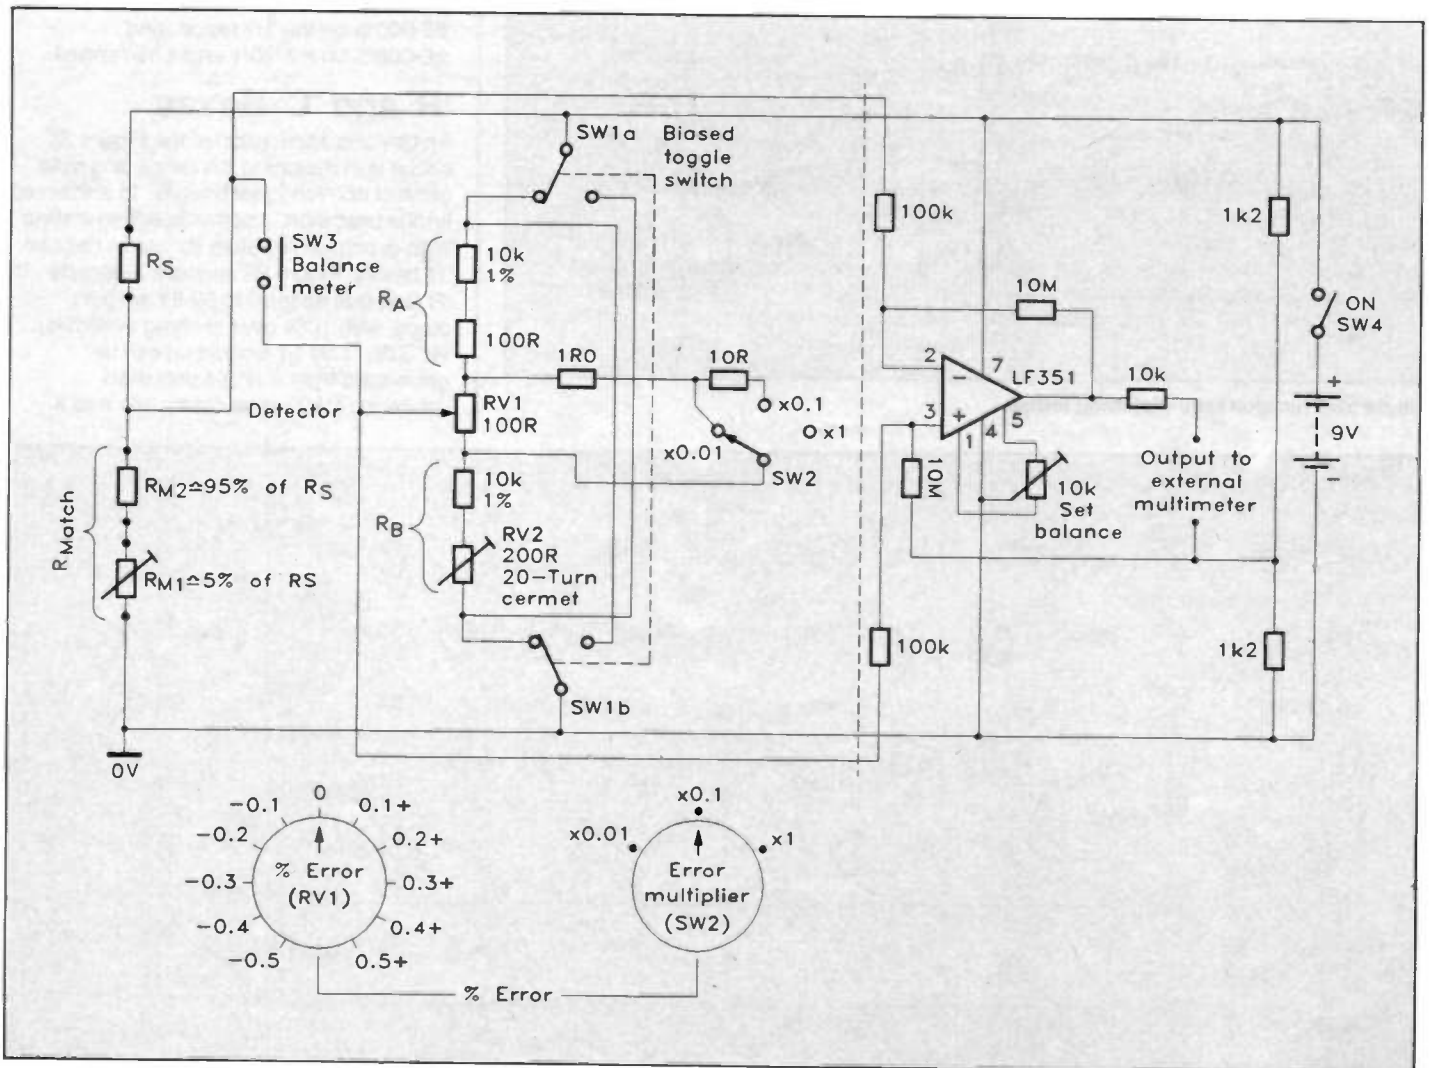 SW1a Biased
toggle
switch
RS
SW3
Balance
meter
10k
1%
RA
100R
1R0
10R
x0.1
x1
x0.01
SW2
Detector
RV1
100R
RMatch
RM2≏95% of RS
RM1≏5% of RS
10k
1%
RB
RV2
200R
20-Turn
cermet
SW1b
0V
100k
10M
2
7
LF351
3
−
+
1
4
5
10k
10M
10k
Set
balance
Output to
external
multimeter
100k
1k2
ON
SW4
+
9V
−
1k2
0
-0.1
0.1+
-0.2
0.2+
-0.3
0.3+
-0.4
0.4+
-0.5
0.5+
% Error
(RV1)
x0.1
x0.01
x1
Error
multiplier
(SW2)
% Error